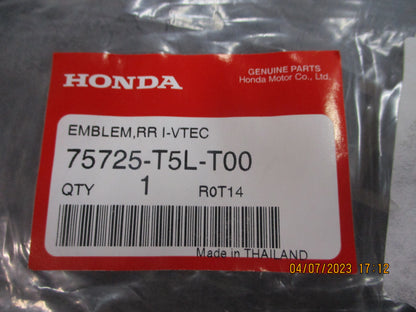 HONDA
GENUINE PARTS
Honda Motor Co., Ltd.
EMBLEM,RR I-VTEC
75725-T5L-T00
QTY 1 R0T14
Made in THAILAND
04/07/2023 17:12